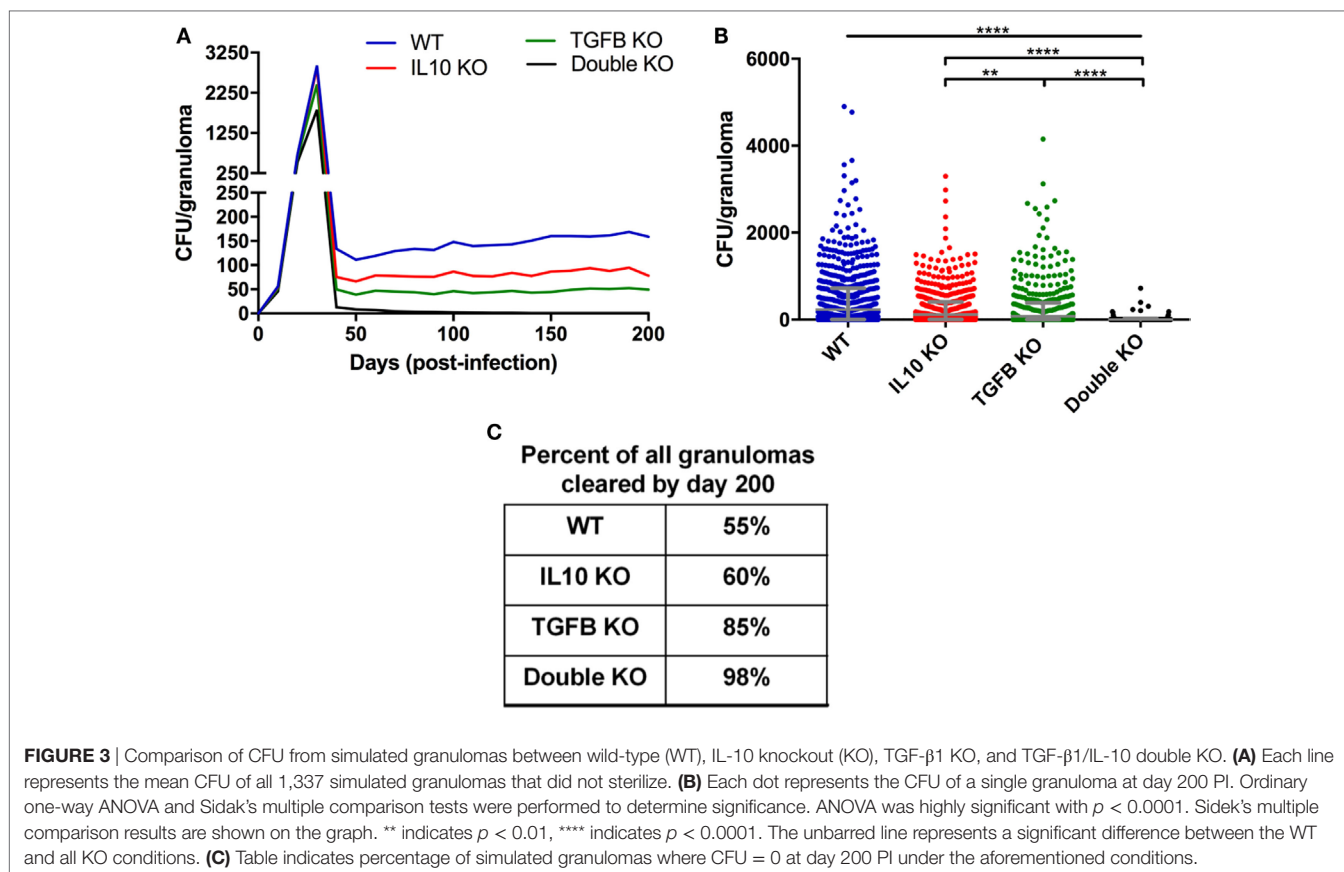 A
WT
IL10 KO
TGFB KO
Double KO
CFU/granuloma
3250
2250
1250
250
250
200
150
100
50
0
0 50 100 150 200
Days (post-infection)
B
****
****
** ****
CFU/granuloma
6000
4000
2000
0
WT
IL10 KO
TGFB KO
Double KO
C
Percent of all granulomas
cleared by day 200
WT 55%
IL10 KO 60%
TGFB KO 85%
Double KO 98%
FIGURE 3 | Comparison of CFU from simulated granulomas between wild-type (WT), IL-10 knockout (KO), TGF-β1 KO, and TGF-β1/IL-10 double KO. (A) Each line
represents the mean CFU of all 1,337 simulated granulomas that did not sterilize. (B) Each dot represents the CFU of a single granuloma at day 200 PI. Ordinary
one-way ANOVA and Sidak's multiple comparison tests were performed to determine significance. ANOVA was highly significant with p < 0.0001. Sidek's multiple
comparison results are shown on the graph. ** indicates p < 0.01, **** indicates p < 0.0001. The unbarred line represents a significant difference between the WT
and all KO conditions. (C) Table indicates percentage of simulated granulomas where CFU = 0 at day 200 PI under the aforementioned conditions.